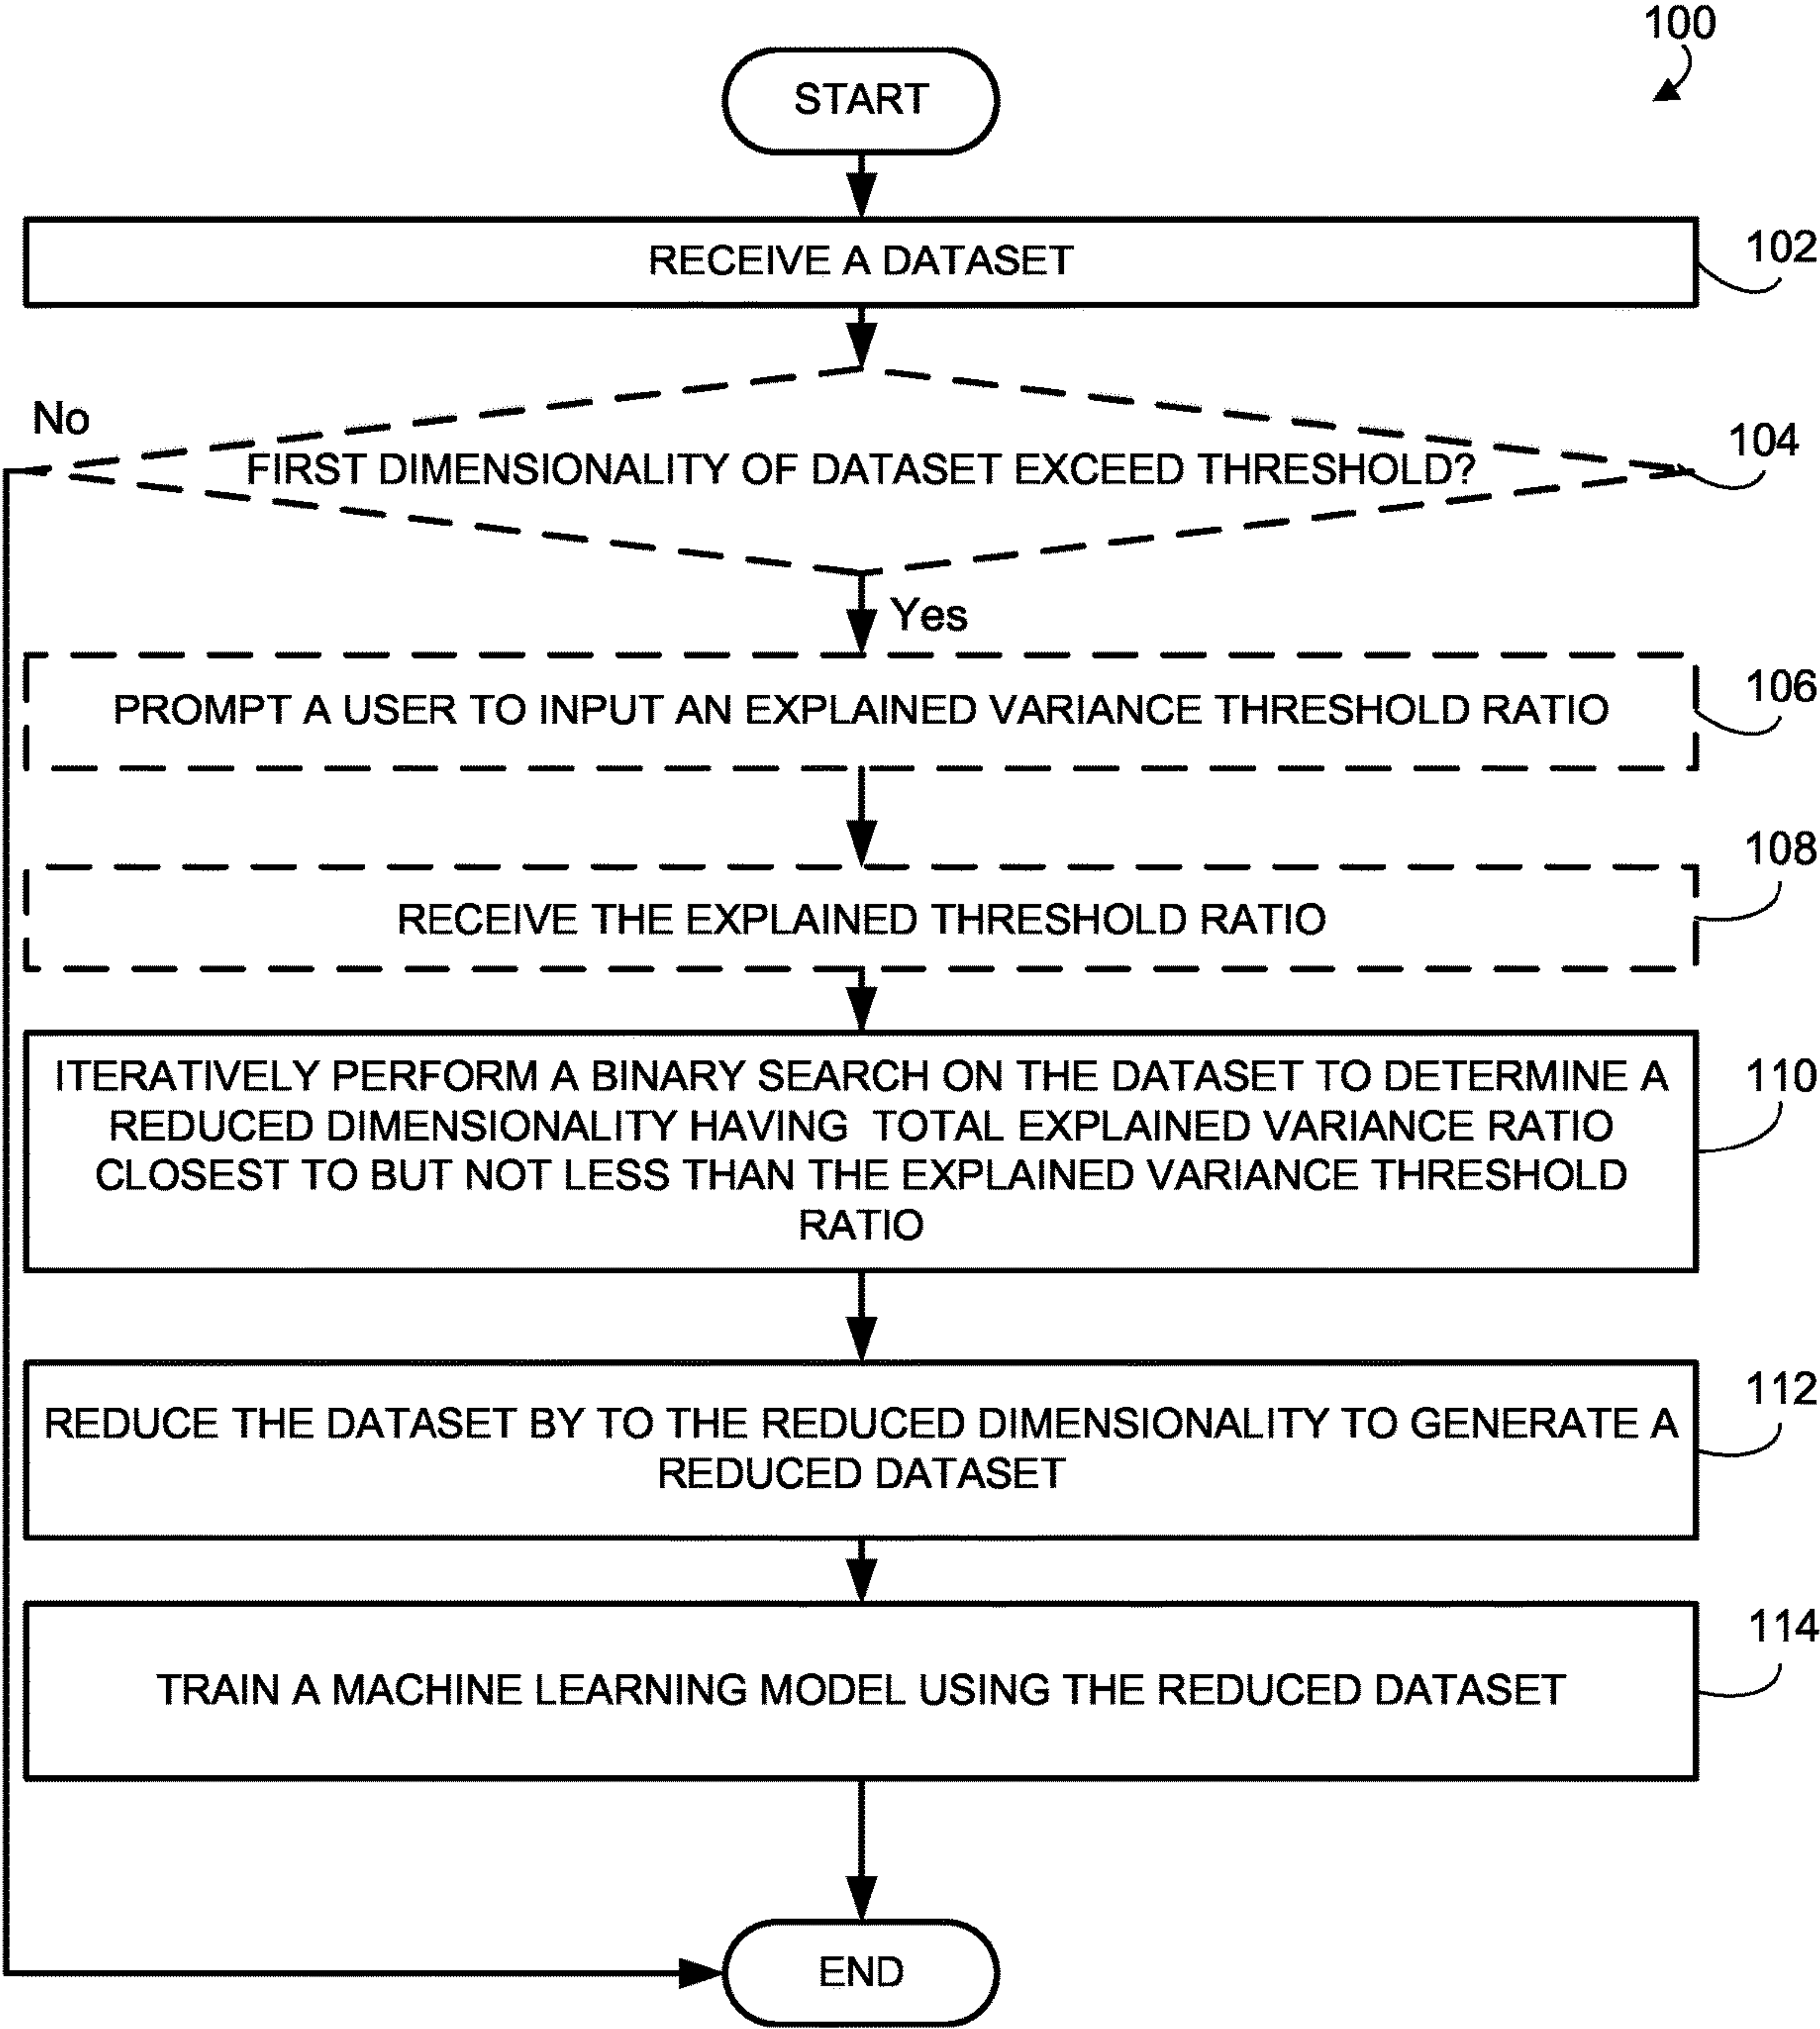 100
START
RECEIVE A DATASET
102
No
FIRST DIMENSIONALITY OF DATASET EXCEED THRESHOLD?
104
Yes
PROMPT A USER TO INPUT AN EXPLAINED VARIANCE THRESHOLD RATIO
106
RECEIVE THE EXPLAINED THRESHOLD RATIO
108
ITERATIVELY PERFORM A BINARY SEARCH ON THE DATASET TO DETERMINE A
REDUCED DIMENSIONALITY HAVING TOTAL EXPLAINED VARIANCE RATIO
CLOSEST TO BUT NOT LESS THAN THE EXPLAINED VARIANCE THRESHOLD
RATIO
110
REDUCE THE DATASET BY TO THE REDUCED DIMENSIONALITY TO GENERATE A
REDUCED DATASET
112
TRAIN A MACHINE LEARNING MODEL USING THE REDUCED DATASET
114
END